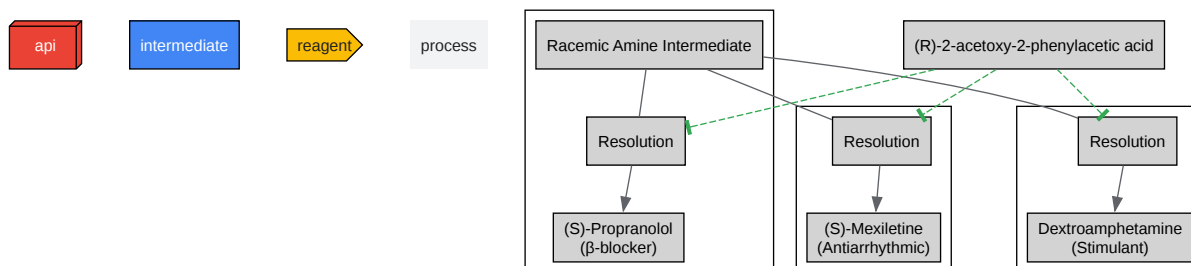 api
intermediate
reagent
process
Racemic Amine Intermediate
(R)-2-acetoxy-2-phenylacetic acid
Resolution
Resolution
Resolution
(S)-Propranolol
(β-blocker)
(S)-Mexiletine
(Antiarrhythmic)
Dextroamphetamine
(Stimulant)